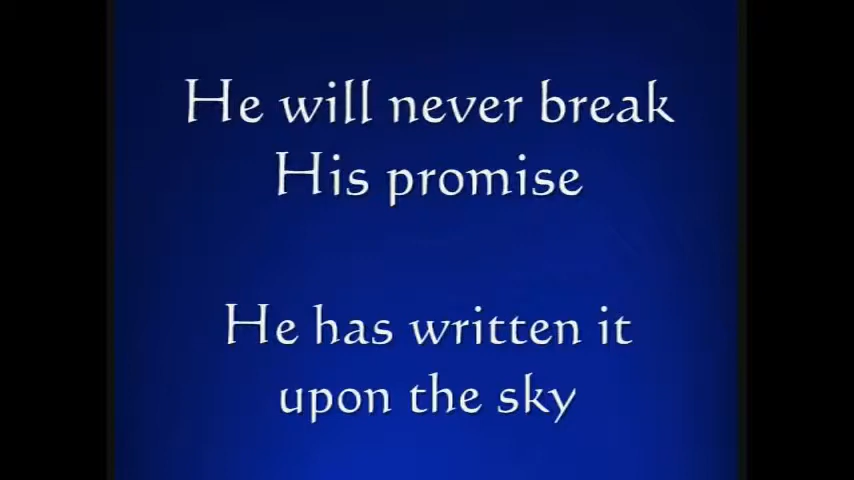 He will never break
His promise
He has written it
upon the sky